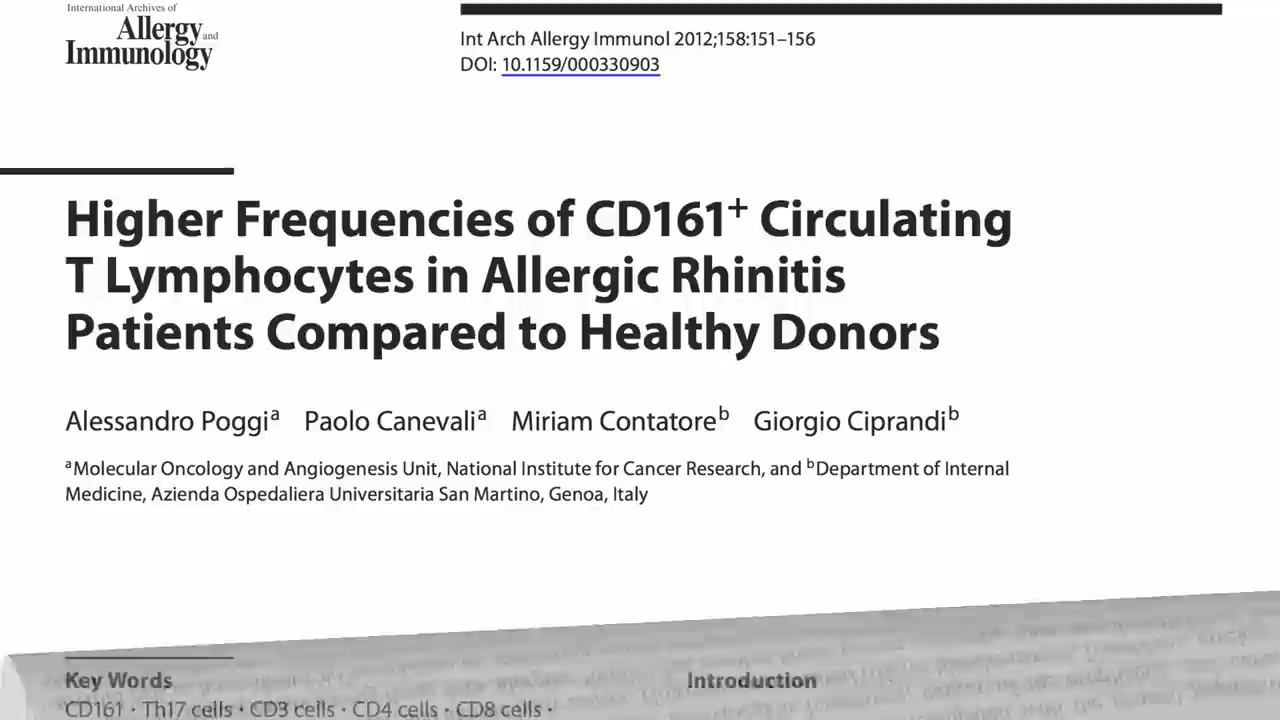 International Archives of
Allergy and
Immunology
Int Arch Allergy Immunol 2012;158:151–156
DOI: 10.1159/000330903
Higher Frequencies of CD161+ Circulating
T Lymphocytes in Allergic Rhinitis
Patients Compared to Healthy Donors
Alessandro Poggiᵃ Paolo Canevaliᵃ Miriam Contatoreᵇ Giorgio Ciprandiᵇ
ᵃMolecular Oncology and Angiogenesis Unit, National Institute for Cancer Research, and ᵇDepartment of Internal
Medicine, Azienda Ospedaliera Universitaria San Martino, Genoa, Italy
Key Words
CD161 · Th17 cells · CD3 cells · CD4 cells · CD8 cells ·
Introduction